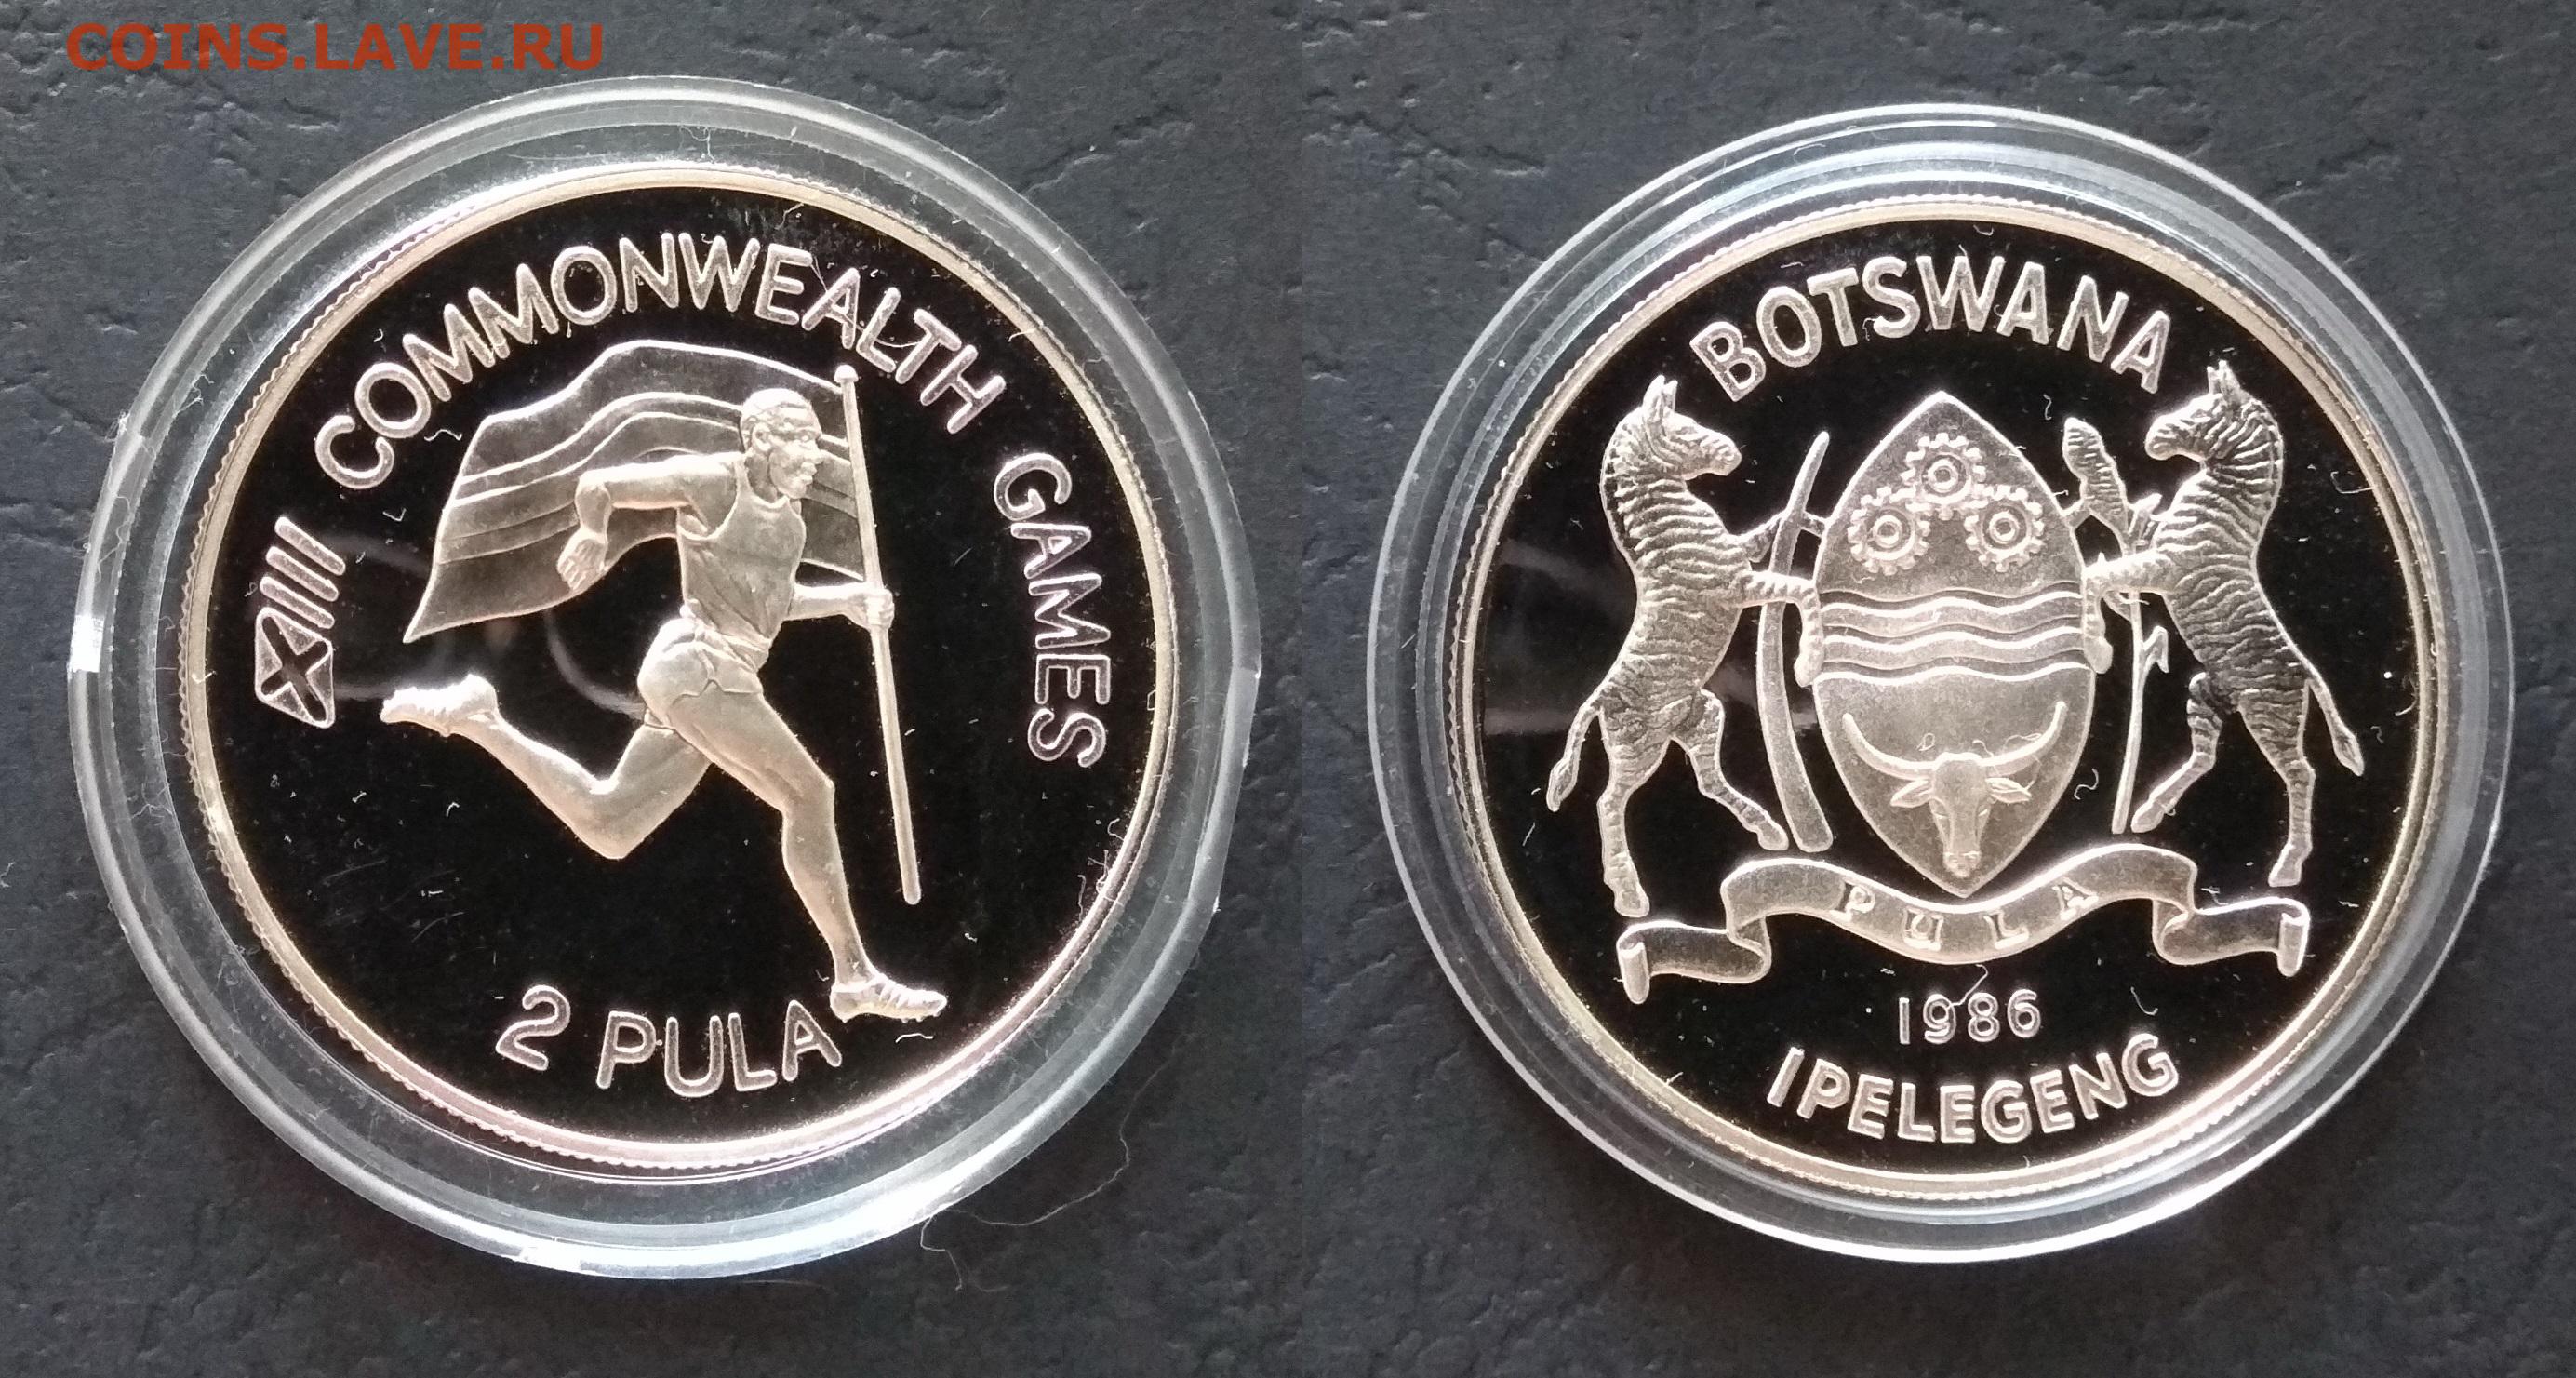 COINS.LAVE.RU
XIII COMMONWEALTH GAMES
2 PULA
BOTSWANA
PULA
1986
IPELEGENG